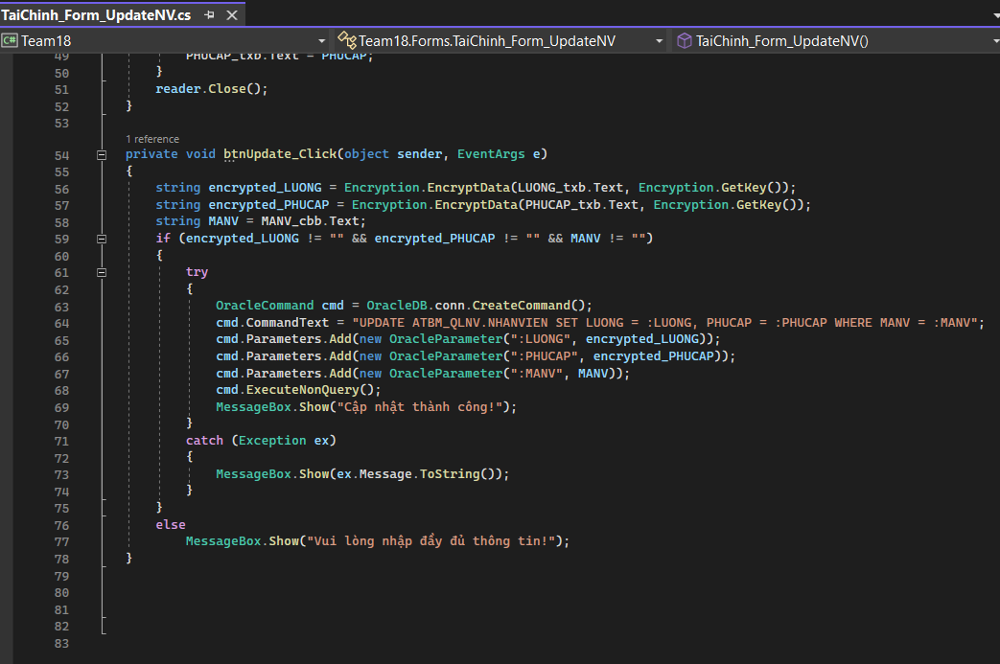 TaiChinh_Form_UpdateNV.cs
C# Team18 Team18.Forms.TaiChinh_Form_UpdateNV TaiChinh_Form_UpdateNV()
49 PHUCAP_txb.Text = PHUCAP;
50 }
51 reader.Close();
52 }
53
1 reference
54 private void btnUpdate_Click(object sender, EventArgs e)
55 {
56 string encrypted_LUONG = Encryption.EncryptData(LUONG_txb.Text, Encryption.GetKey());
57 string encrypted_PHUCAP = Encryption.EncryptData(PHUCAP_txb.Text, Encryption.GetKey());
58 string MANV = MANV_cbb.Text;
59 if (encrypted_LUONG != "" && encrypted_PHUCAP != "" && MANV != "")
60 {
61 try
62 {
63 OracleCommand cmd = OracleDB.conn.CreateCommand();
64 cmd.CommandText = "UPDATE ATBM_QLNV.NHANVIEN SET LUONG = :LUONG, PHUCAP = :PHUCAP WHERE MANV = :MANV";
65 cmd.Parameters.Add(new OracleParameter(":LUONG", encrypted_LUONG));
66 cmd.Parameters.Add(new OracleParameter(":PHUCAP", encrypted_PHUCAP));
67 cmd.Parameters.Add(new OracleParameter(":MANV", MANV));
68 cmd.ExecuteNonQuery();
69 MessageBox.Show("Cập nhật thành công!");
70 }
71 catch (Exception ex)
72 {
73 MessageBox.Show(ex.Message.ToString());
74 }
75 }
76 else
77 MessageBox.Show("Vui lòng nhập đầy đủ thông tin!");
78 }
79
80
81
82
83